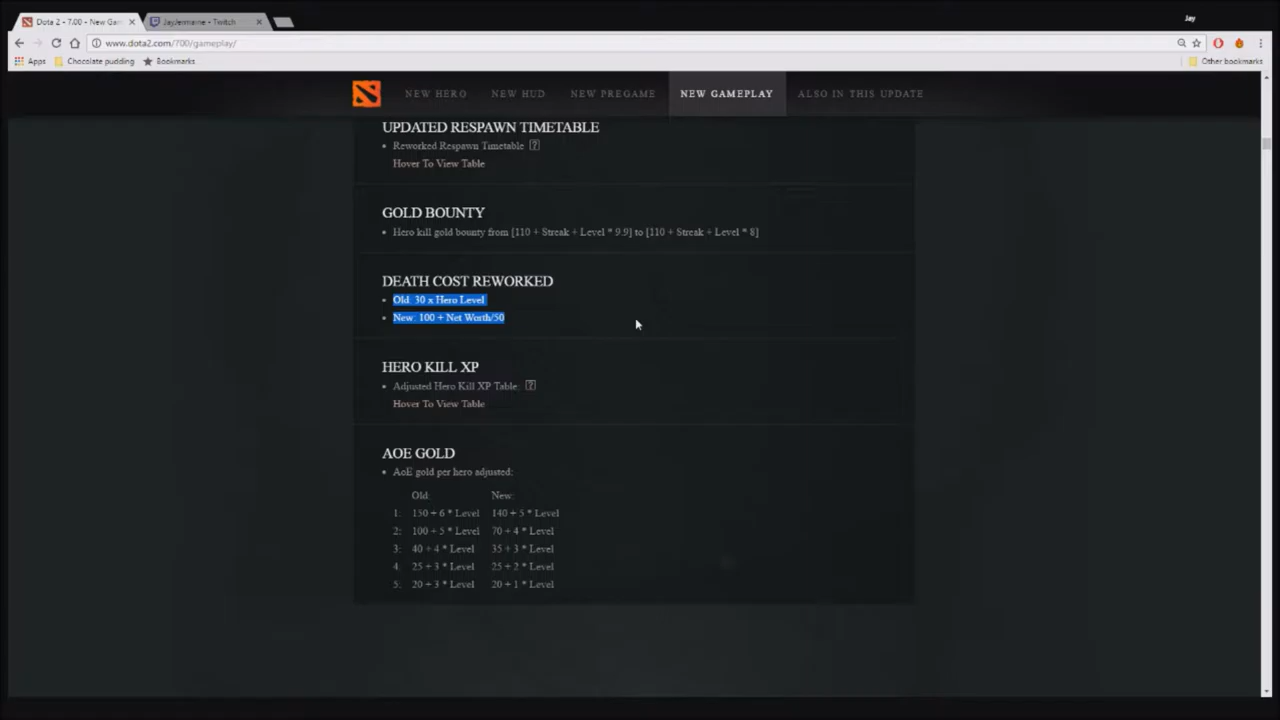 Jay
Dota 2 - 7.00 - New Gam
JayJermaine - Twitch
www.dota2.com/700/gameplay/
Apps Chocolate pudding Bookmarks Other bookmarks
NEW HERO NEW HUD NEW PREGAME NEW GAMEPLAY ALSO IN THIS UPDATE
UPDATED RESPAWN TIMETABLE
Reworked Respawn Timetable [?]
Hover To View Table
GOLD BOUNTY
Hero kill gold bounty from [110 + Streak + Level * 9.9] to [110 + Streak + Level * 8]
DEATH COST REWORKED
Old: 30 x Hero Level
New: 100 + Net Worth/50
HERO KILL XP
Adjusted Hero Kill XP Table: [?]
Hover To View Table
AOE GOLD
AoE gold per hero adjusted:
Old: New:
1: 150 + 6 * Level 140 + 5 * Level
2: 100 + 5 * Level 70 + 4 * Level
3: 40 + 4 * Level 35 + 3 * Level
4: 25 + 3 * Level 25 + 2 * Level
5: 20 + 3 * Level 20 + 1 * Level